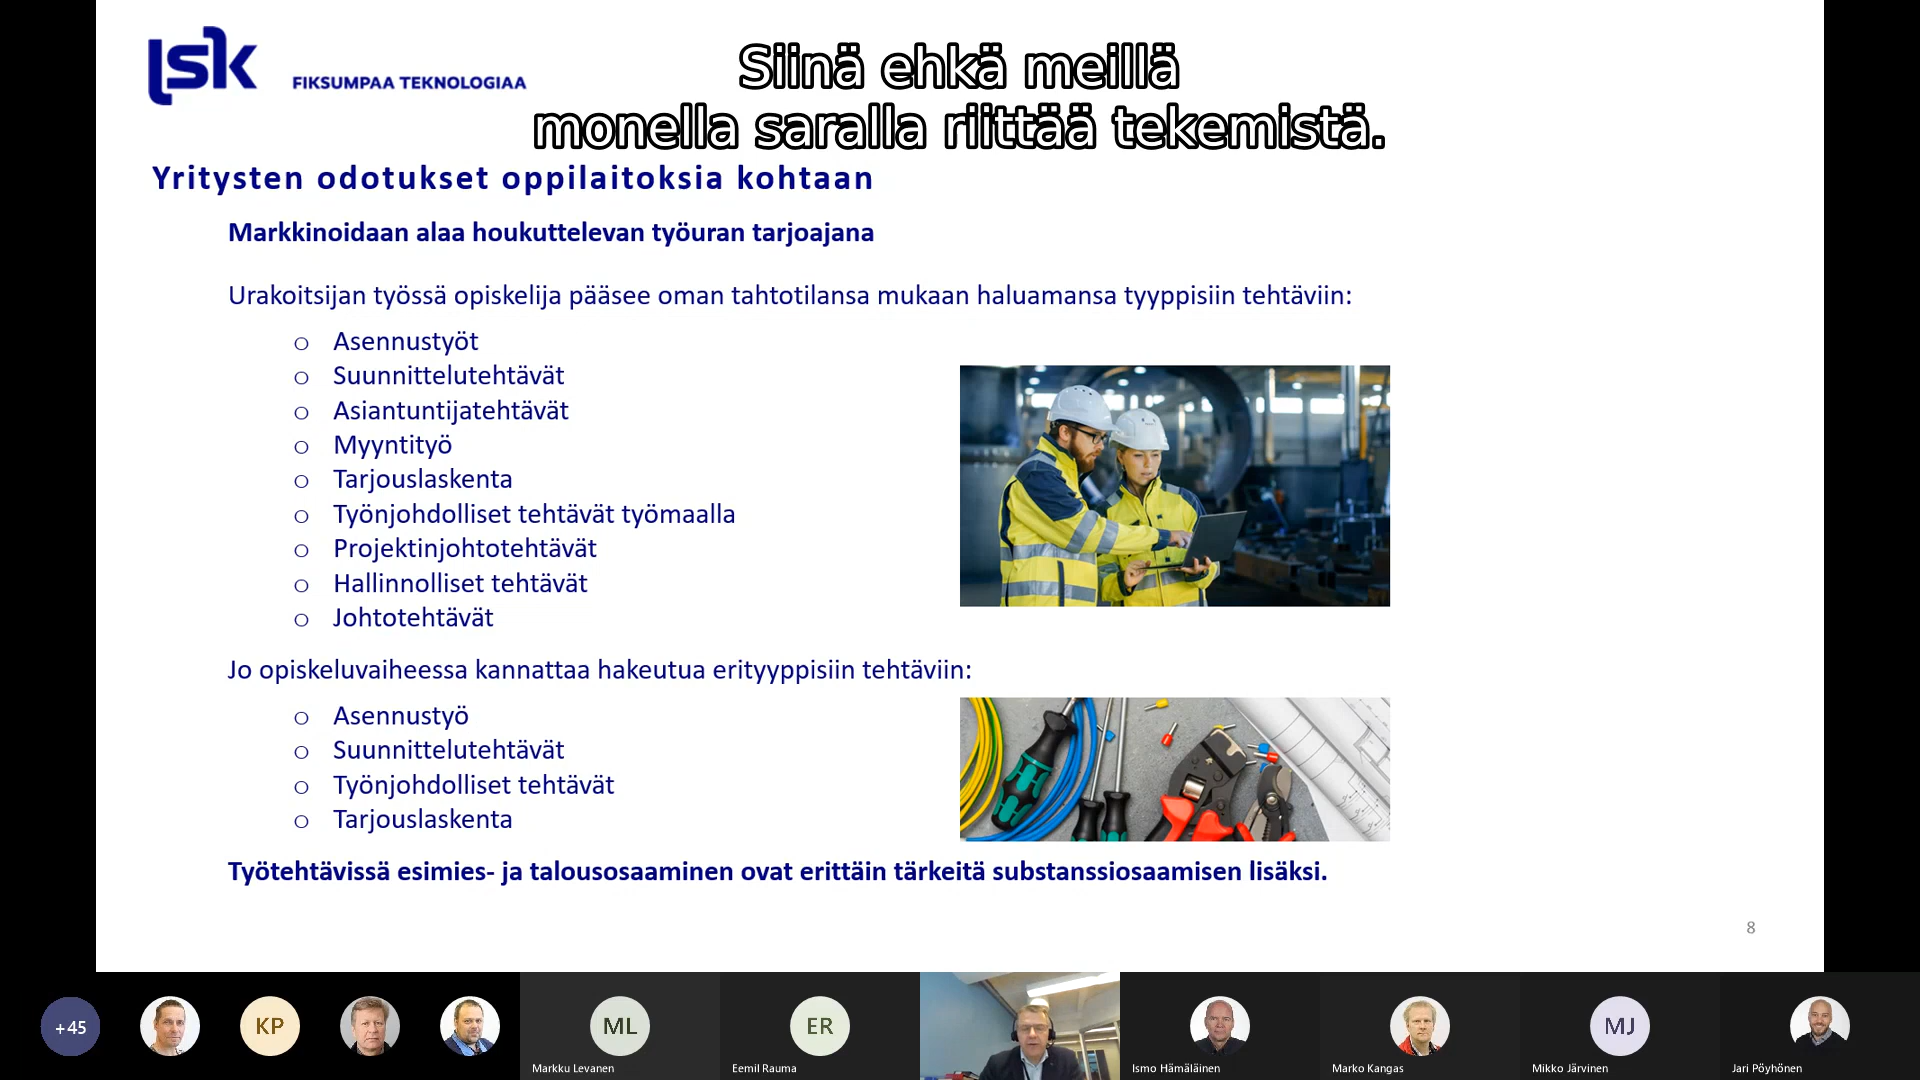 lsk
FIKSUMPAA TEKNOLOGIAA
Siinä ehkä meillä
monella saralla riittää tekemistä.
Yritysten odotukset oppilaitoksia kohtaan
Markkinoidaan alaa houkuttelevan työuran tarjoajana
Urakoitsijan työssä opiskelija pääsee oman tahtotilansa mukaan haluamansa tyyppisiin tehtäviin:
o Asennustyöt
o Suunnittelutehtävät
o Asiantuntijatehtävät
o Myyntityö
o Tarjouslaskenta
o Työnjohdolliset tehtävät työmaalla
o Projektinjohtotehtävät
o Hallinnolliset tehtävät
o Johtotehtävät
Jo opiskeluvaiheessa kannattaa hakeutua erityyppisiin tehtäviin:
o Asennustyö
o Suunnittelutehtävät
o Työnjohdolliset tehtävät
o Tarjouslaskenta
Työtehtävissä esimies- ja talousosaaminen ovat erittäin tärkeitä substanssiosaamisen lisäksi.
8
+45
KP
ML
ER
MJ
Markku Levanen
Eemil Rauma
Ismo Hämäläinen
Marko Kangas
Mikko Järvinen
Jari Pöyhönen